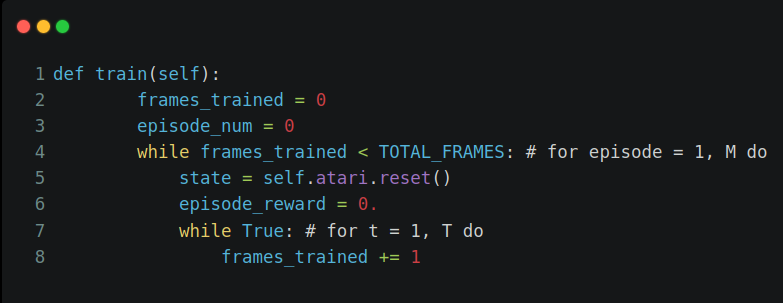 1 def train(self):
2         frames_trained = 0
3         episode_num = 0
4         while frames_trained < TOTAL_FRAMES: # for episode = 1, M do
5             state = self.atari.reset()
6             episode_reward = 0.
7             while True: # for t = 1, T do
8                 frames_trained += 1